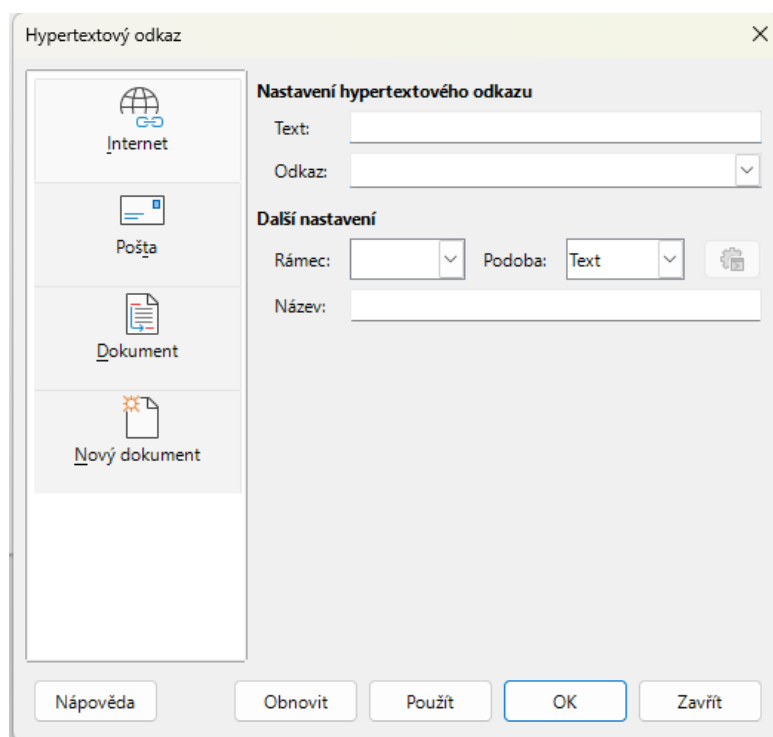 Hypertextový odkaz
Internet
Pošta
Dokument
Nový dokument
Nastavení hypertextového odkazu
Text:
Odkaz:
Další nastavení
Rámec:
Podoba: Text
Název:
Nápověda
Obnovit
Použít
OK
Zavřít